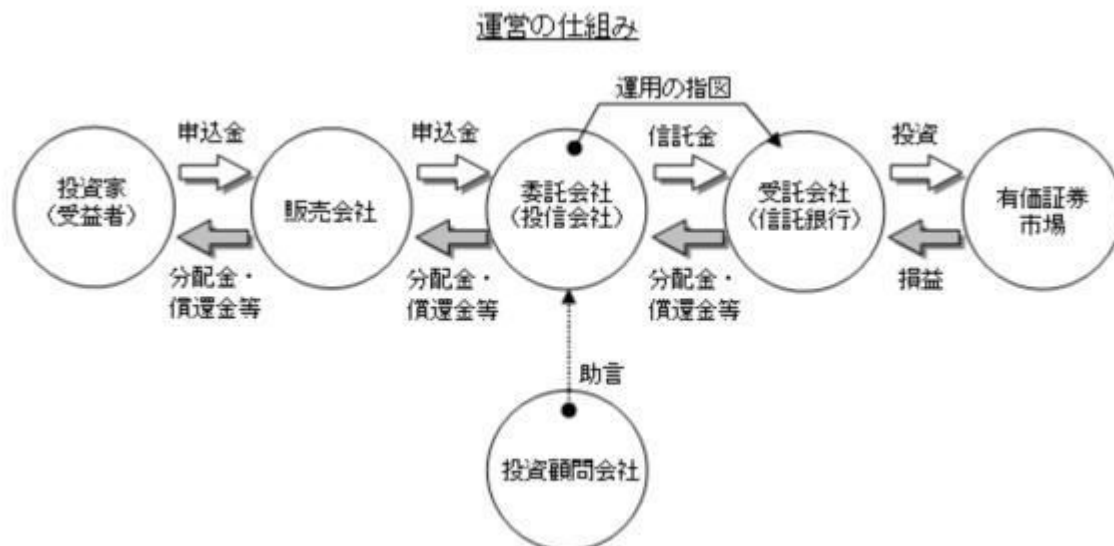 運営の仕組み
運用の指図
申込金
申込金
信託金
投資
投資家
〈受益者〉
販売会社
委託会社
〈投信会社〉
受託会社
〈信託銀行〉
有価証券
市場
分配金・
償還金等
分配金・
償還金等
分配金・
償還金等
損益
助言
投資顧問会社